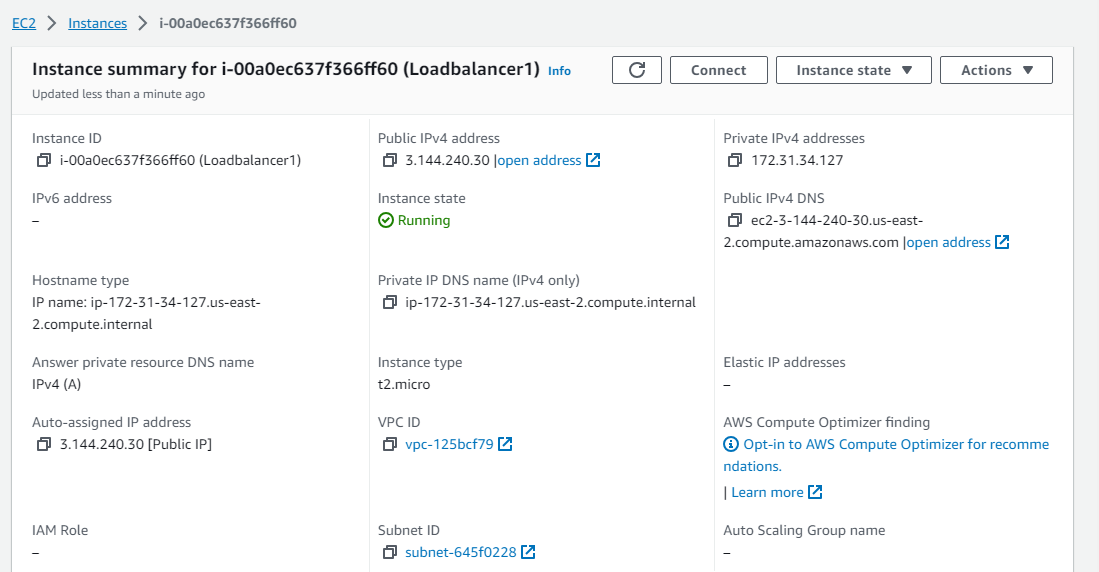 EC2 > Instances > i-00a0ec637f366ff60
Instance summary for i-00a0ec637f366ff60 (Loadbalancer1) Info
Connect
Instance state
Actions
Updated less than a minute ago
Instance ID
i-00a0ec637f366ff60 (Loadbalancer1)
Public IPv4 address
3.144.240.30 |open address
Private IPv4 addresses
172.31.34.127
IPv6 address
–
Instance state
Running
Public IPv4 DNS
ec2-3-144-240-30.us-east-
2.compute.amazonaws.com |open address
Hostname type
IP name: ip-172-31-34-127.us-east-
2.compute.internal
Private IP DNS name (IPv4 only)
ip-172-31-34-127.us-east-2.compute.internal
Answer private resource DNS name
IPv4 (A)
Instance type
t2.micro
Elastic IP addresses
–
Auto-assigned IP address
3.144.240.30 [Public IP]
VPC ID
vpc-125bcf79
AWS Compute Optimizer finding
Opt-in to AWS Compute Optimizer for recomme
ndations.
| Learn more
IAM Role
–
Subnet ID
subnet-645f0228
Auto Scaling Group name
–